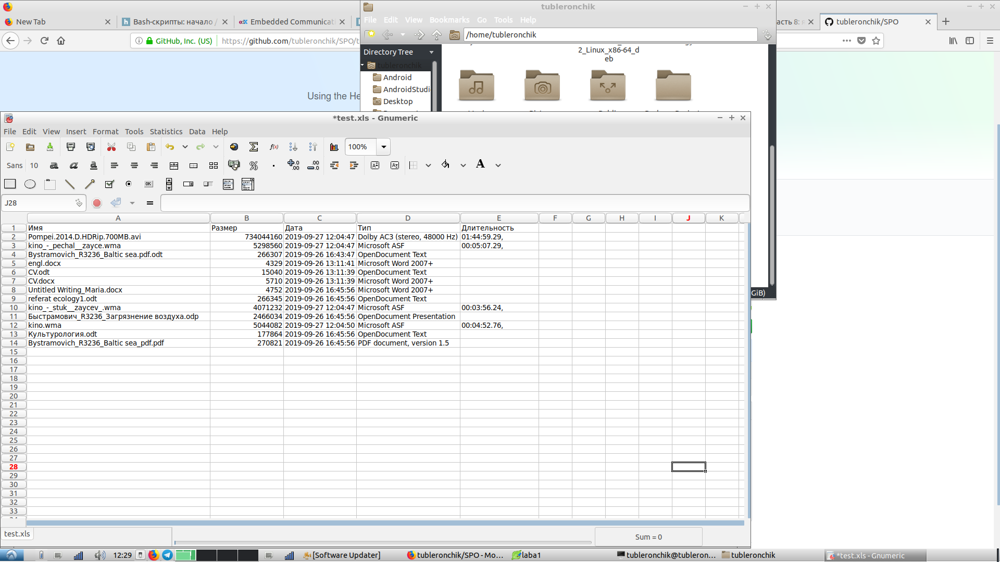 tubleronchik
New Tab
Bash-скрипты: начало /
Embedded Communicat
асть 8: я
tubleronchik/SPO
File Edit View Bookmarks Go Tools Help
GitHub, Inc. (US)
https://github.com/tubleronchik/SPO/t
/home/tubleronchik
Directory Tree
tubleronchik
Android
AndroidStudi
Desktop
2_Linux_x86-64_d
eb
Using the He
*test.xls - Gnumeric
File Edit View Insert Format Tools Statistics Data Help
100%
Sans 10
J28
A B C D E F G H I J K
1 Имя Размер Дата Тип Длительность
2 Pompei.2014.D.HDRip.700MB.avi 734044160 2019-09-27 12:04:47 Dolby AC3 (stereo, 48000 Hz) 01:44:59.29,
3 kino_-_pechal__zayce.wma 5298560 2019-09-27 12:04:47 Microsoft ASF 00:05:07.29,
4 Bystramovich_R3236_Baltic sea.pdf.odt 266307 2019-09-26 16:43:47 OpenDocument Text
5 engl.docx 4329 2019-09-26 13:11:41 Microsoft Word 2007+
6 CV.odt 15040 2019-09-26 13:11:39 OpenDocument Text
7 CV.docx 5710 2019-09-26 13:11:39 Microsoft Word 2007+
8 Untitled Writing_Maria.docx 4752 2019-09-26 16:45:56 Microsoft Word 2007+
9 referat ecology1.odt 266345 2019-09-26 16:45:56 OpenDocument Text
10 kino_-_stuk__zaycev_.wma 4071232 2019-09-27 12:04:47 Microsoft ASF 00:03:56.24,
11 Быстрамович_R3236_Загрязнение воздуха.odp 2466034 2019-09-26 16:45:56 OpenDocument Presentation
12 kino.wma 5044082 2019-09-27 12:04:50 Microsoft ASF 00:04:52.76,
13 Культурология.odt 177864 2019-09-26 16:45:56 OpenDocument Text
14 Bystramovich_R3236_Baltic sea_pdf.pdf 270821 2019-09-26 16:45:56 PDF document, version 1.5
15
16
17
18
19
20
21
22
23
24
25
26
27
28
29
30
31
32
33
GiB)
test.xls
Sum = 0
12:29
[Software Updater]
tubleronchik/SPO - Mo...
laba1
tubleronchik@tubleron...
tubleronchik
*test.xls - Gnumeric